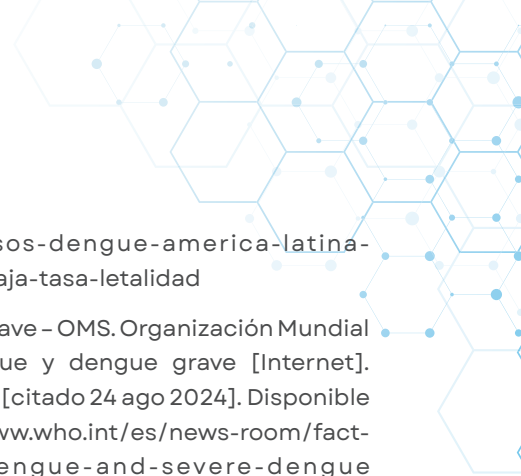 sos-dengue-america-latina-
aja-tasa-letalidad
ave – OMS. Organización Mundial
ue y dengue grave [Internet].
[citado 24 ago 2024]. Disponible
ww.who.int/es/news-room/fact-
engue-and-severe-dengue